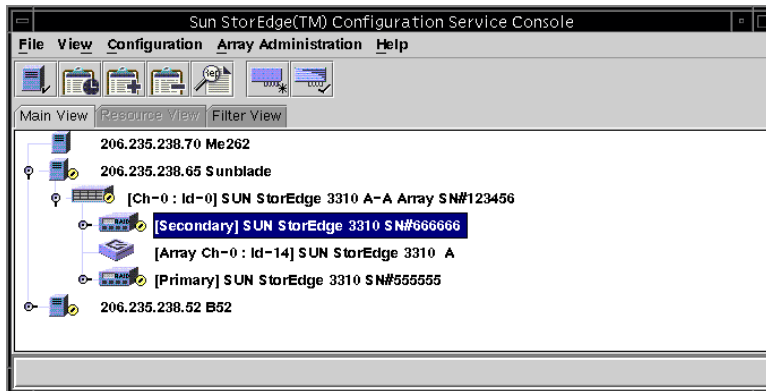 Sun StorEdge(TM) Configuration Service Console
File View Configuration Array Administration Help
Main View Resource View Filter View
206.235.238.70 Me262
206.235.238.65 Sunblade
[Ch-0 : Id-0] SUN StorEdge 3310 A-A Array SN#123456
[Secondary] SUN StorEdge 3310 SN#666666
[Array Ch-0 : Id-14] SUN StorEdge 3310 A
[Primary] SUN StorEdge 3310 SN#555555
206.235.238.52 B52